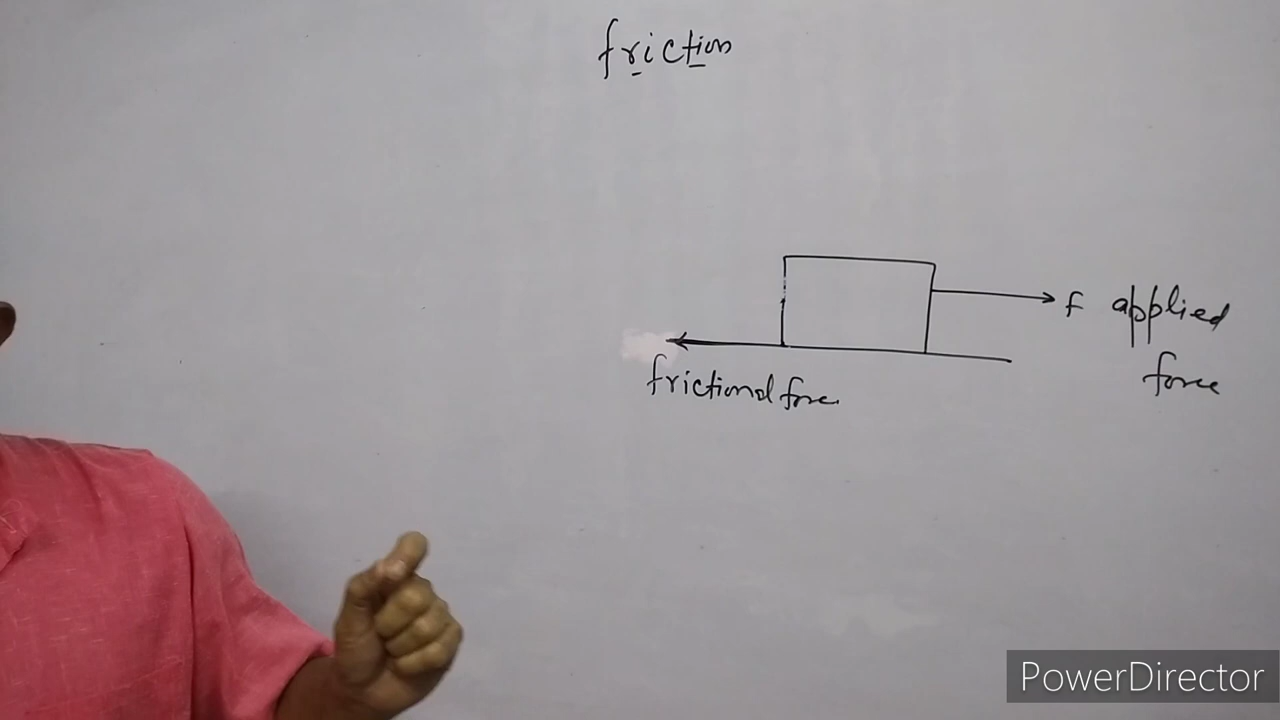 friction
F applied
force
frictional force
PowerDirector